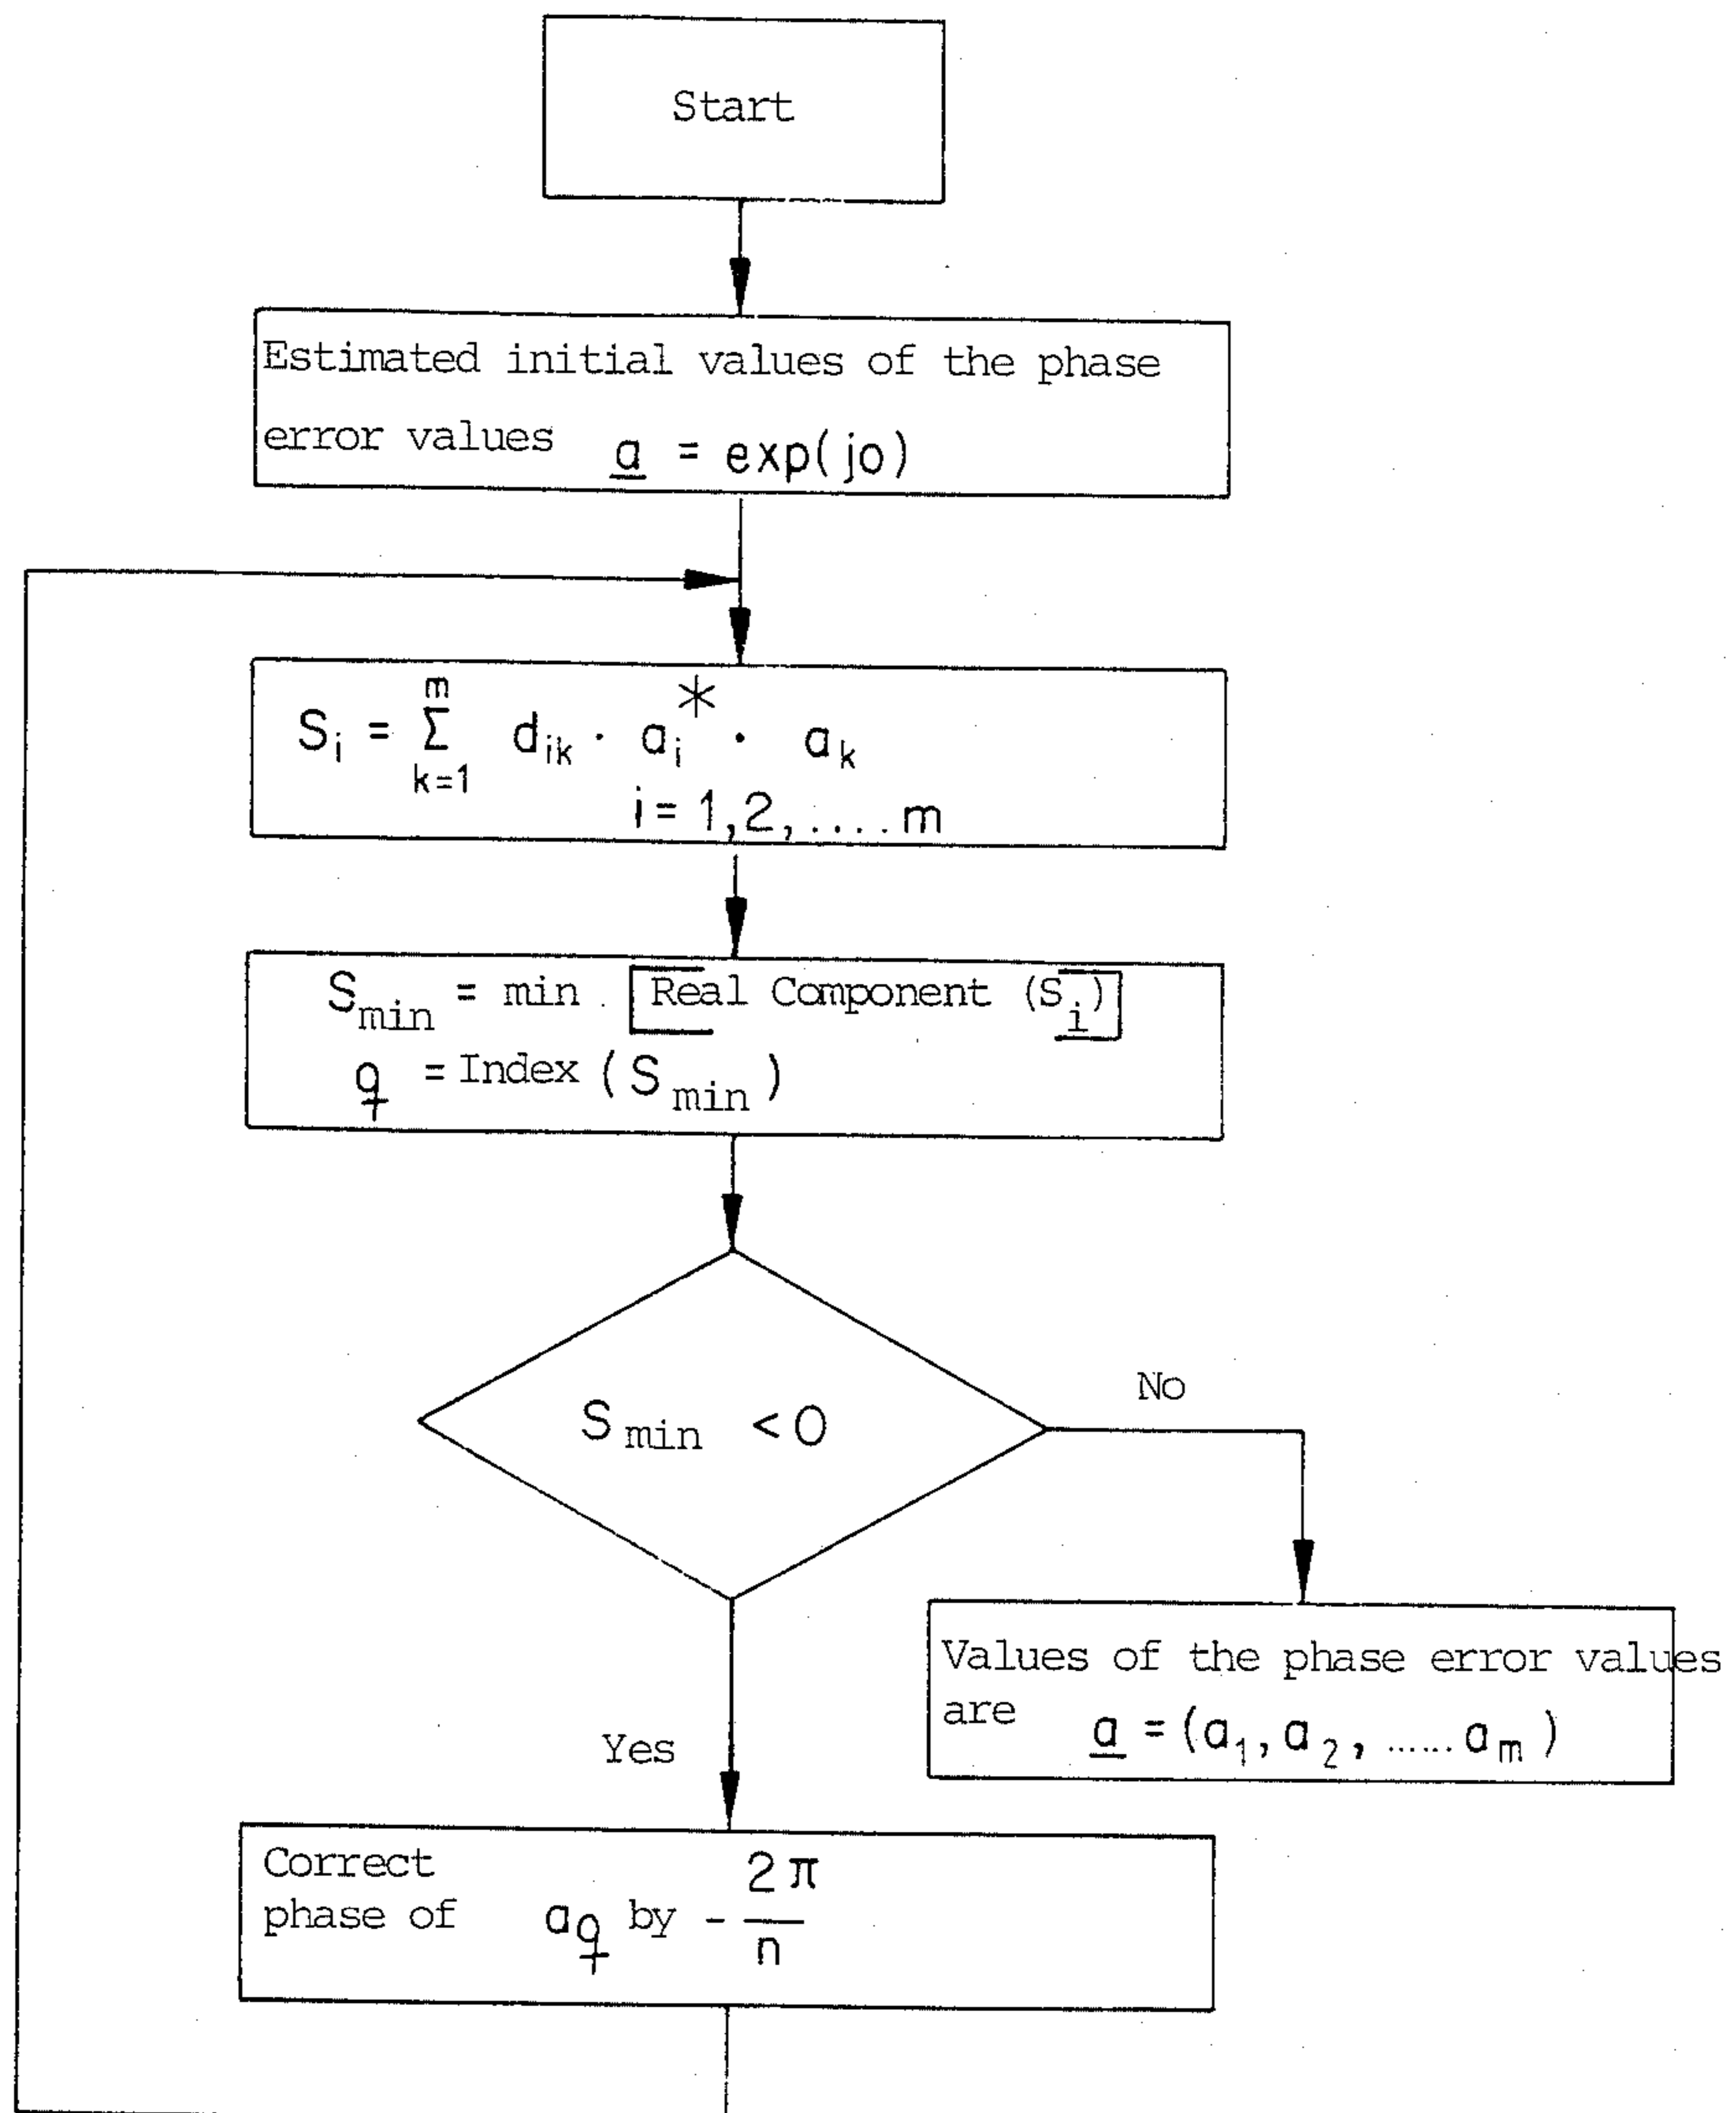 Start
Estimated initial values of the phase
error values a = exp(jo)
S_i = Σ_{k=1}^{m} d_{ik} · a_i^* · a_k
i = 1,2,....m
S_min = min . [Real Component (S_i)]
q = Index (S_min)
S_min < 0
No
Values of the phase error values
are a = (a_1, a_2, ...... a_m)
Yes
Correct
phase of a_q by - 2π/n